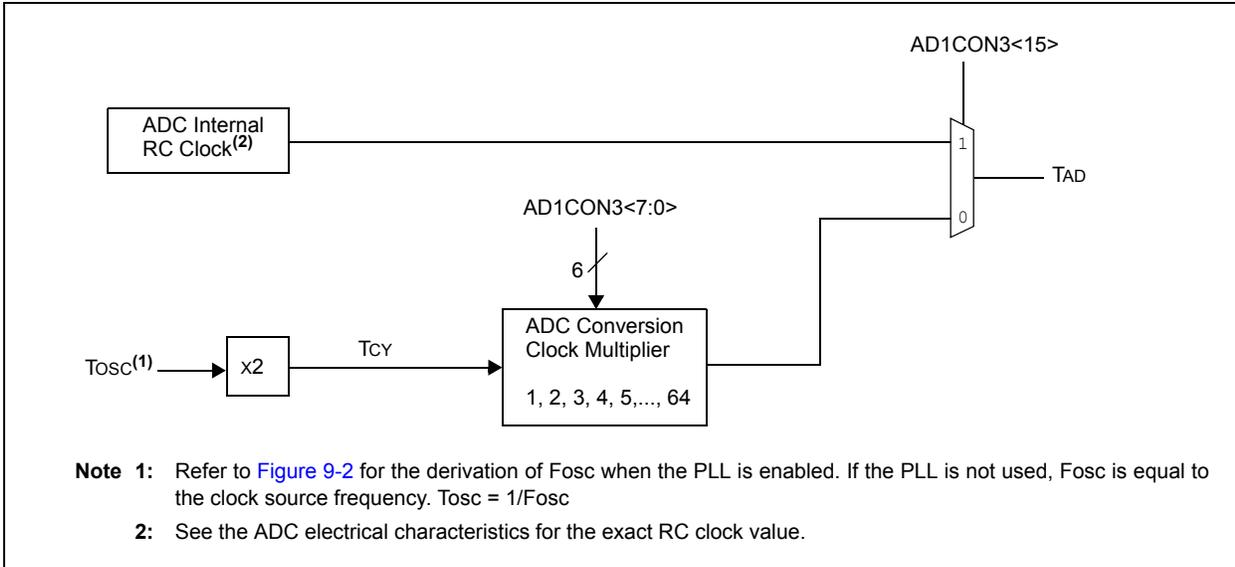 AD1CON3<15>
ADC Internal
RC Clock(2)
1
TAD
AD1CON3<7:0>
0
6
ADC Conversion
Clock Multiplier
TOSC(1)
X2
TCY
1, 2, 3, 4, 5,..., 64
Note 1: Refer to Figure 9-2 for the derivation of Fosc when the PLL is enabled. If the PLL is not used, Fosc is equal to
the clock source frequency. Tosc = 1/Fosc
2: See the ADC electrical characteristics for the exact RC clock value.